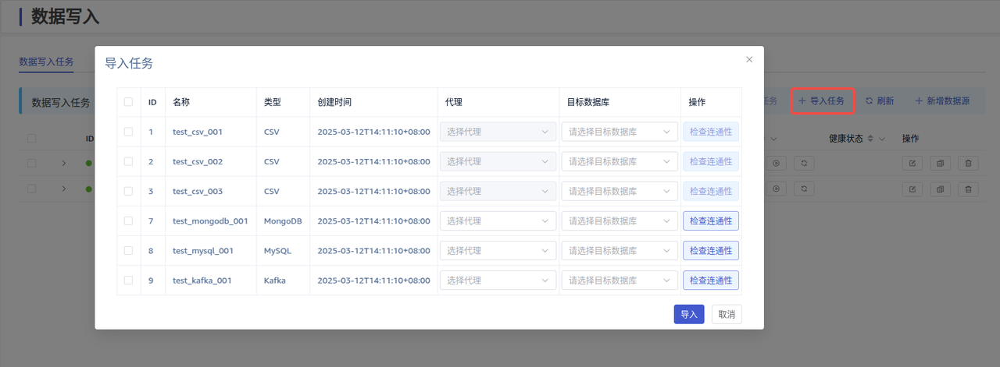 数据写入
数据写入任务
导入任务
数据写入任务
任务
导入任务
刷新
新增数据源
ID 名称 类型 创建时间 代理 目标数据库 操作
1 test_csv_001 CSV 2025-03-12T14:11:10+08:00 选择代理 请选择目标数据库 检查连通性
2 test_csv_002 CSV 2025-03-12T14:11:10+08:00 选择代理 请选择目标数据库 检查连通性
3 test_csv_003 CSV 2025-03-12T14:11:10+08:00 选择代理 请选择目标数据库 检查连通性
7 test_mongodb_001 MongoDB 2025-03-12T14:11:10+08:00 选择代理 请选择目标数据库 检查连通性
8 test_mysql_001 MySQL 2025-03-12T14:11:10+08:00 选择代理 请选择目标数据库 检查连通性
9 test_kafka_001 Kafka 2025-03-12T14:11:10+08:00 选择代理 请选择目标数据库 检查连通性
ID
健康状态 操作
导入 取消